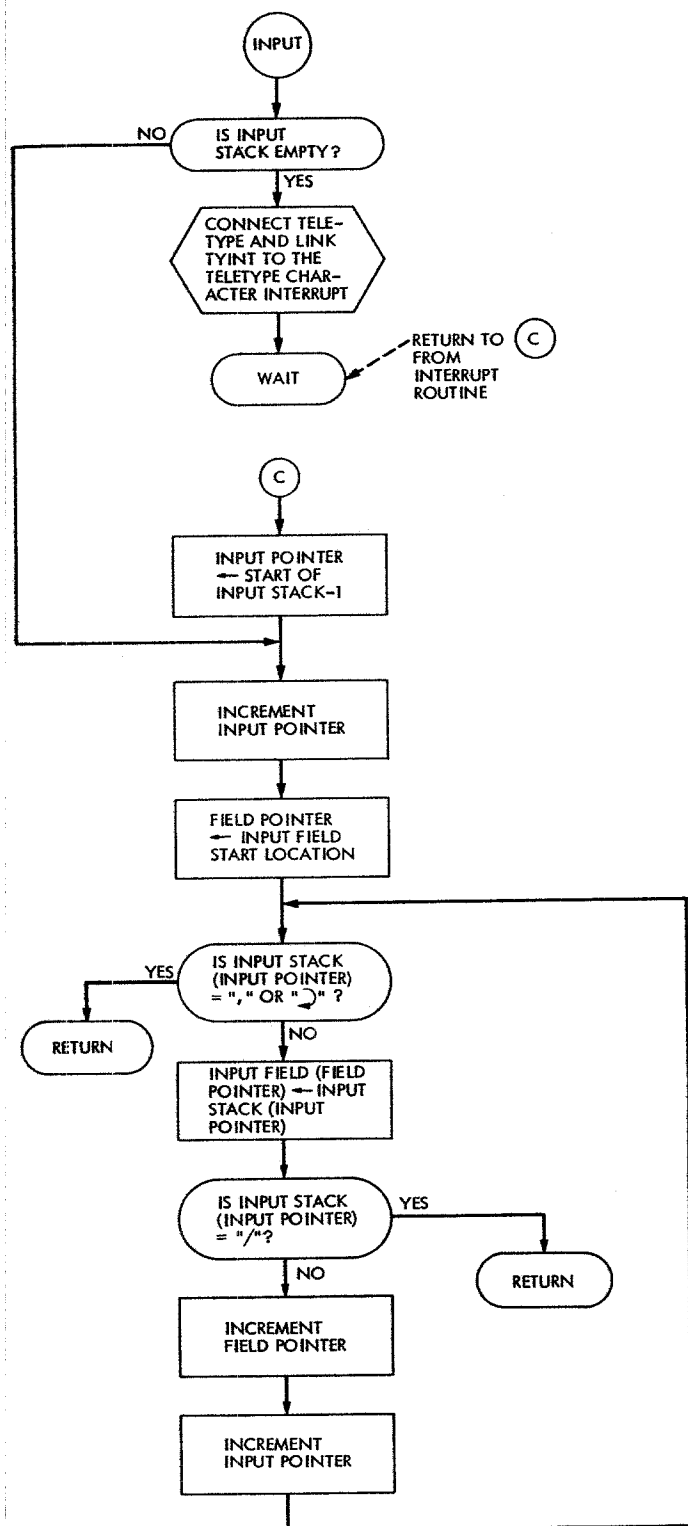 INPUT
IS INPUT
STACK EMPTY ?
NO
YES
CONNECT TELE-
TYPE AND LINK
TYINT TO THE
TELETYPE CHAR-
ACTER INTERRUPT
WAIT
RETURN TO C
FROM
INTERRUPT
ROUTINE
C
INPUT POINTER
← START OF
INPUT STACK-1
INCREMENT
INPUT POINTER
FIELD POINTER
← INPUT FIELD
START LOCATION
IS INPUT STACK
(INPUT POINTER)
= "," OR "⤸" ?
YES
RETURN
NO
INPUT FIELD (FIELD
POINTER) ← INPUT
STACK (INPUT
POINTER)
IS INPUT STACK
(INPUT POINTER)
= "/"?
YES
RETURN
NO
INCREMENT
FIELD POINTER
INCREMENT
INPUT POINTER